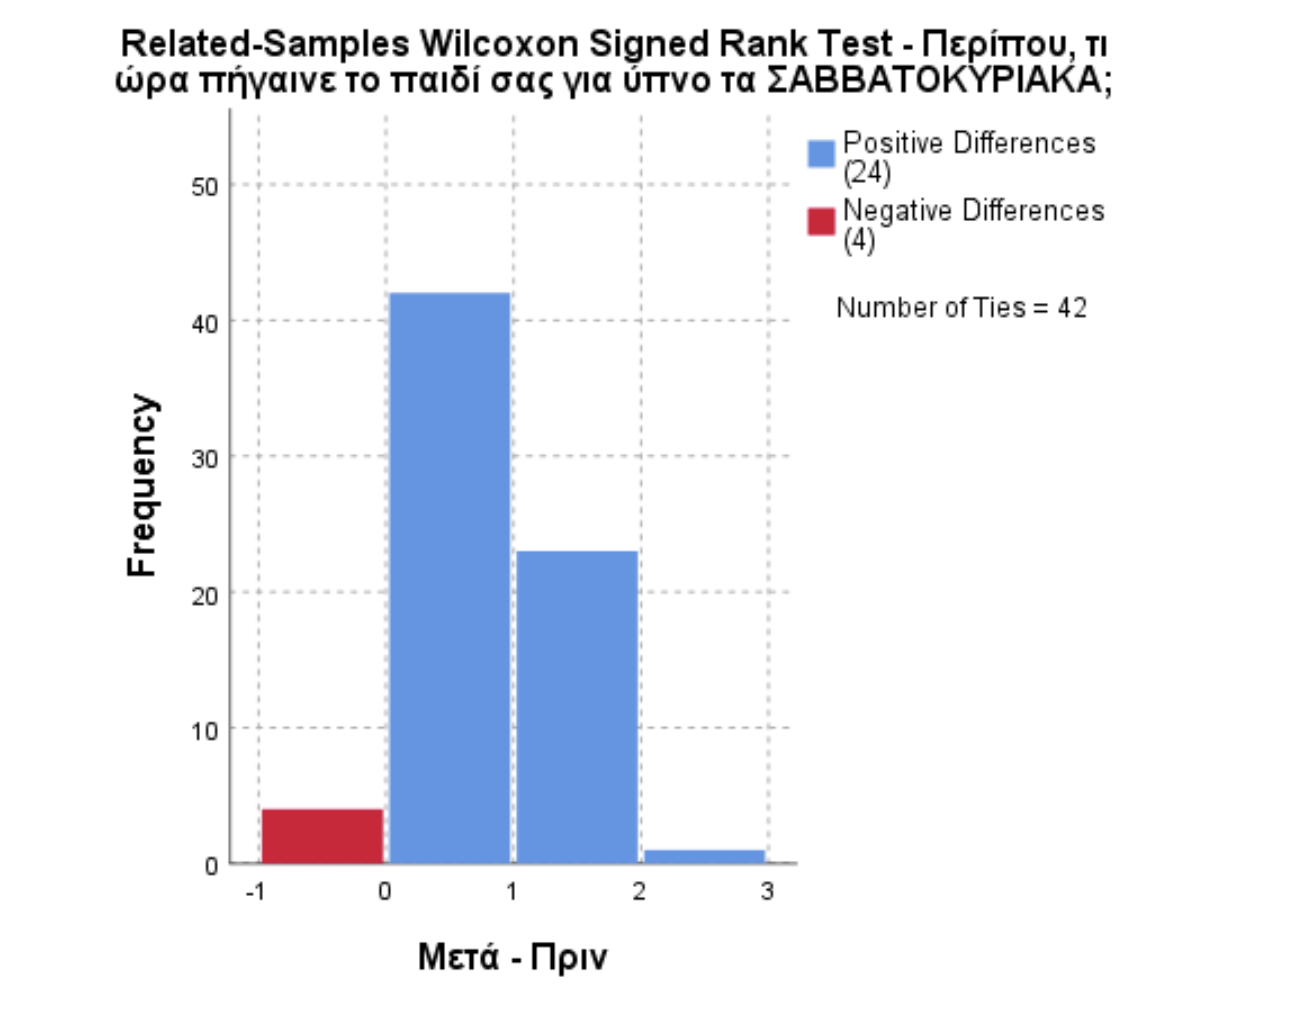 Related-Samples Wilcoxon Signed Rank Test - Περίπου, τι
ώρα πήγαινε το παιδί σας για ύπνο τα ΣΑΒΒΑΤΟΚΥΡΙΑΚΑ;
Positive Differences
(24)
Negative Differences
(4)
Number of Ties = 42
Frequency
50
40
30
20
10
0
-1
0
1
2
3
Μετά - Πριν